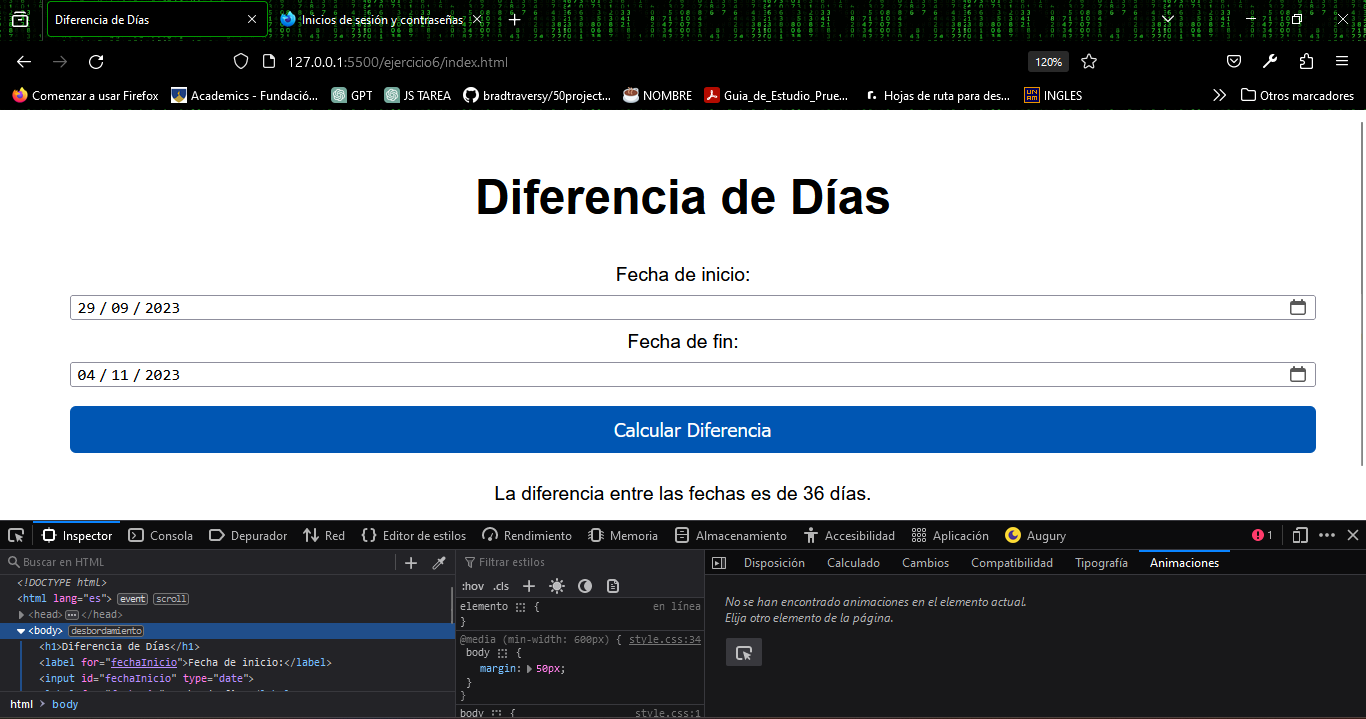 Diferencia de Días
Inicios de sesión y contraseñas
127.0.0.1:5500/ejercicio6/index.html
120%
Comenzar a usar Firefox
Academics - Fundació...
GPT
JS TAREA
bradtraversy/50project...
NOMBRE
Guia_de_Estudio_Prue...
Hojas de ruta para des...
INGLES
Otros marcadores
Diferencia de Días
Fecha de inicio:
29 / 09 / 2023
Fecha de fin:
04 / 11 / 2023
Calcular Diferencia
La diferencia entre las fechas es de 36 días.
Inspector
Consola
Depurador
Red
Editor de estilos
Rendimiento
Memoria
Almacenamiento
Accesibilidad
Aplicación
Augury
1
Buscar en HTML
<!DOCTYPE html>
<html lang="es"> event scroll
<head> ••• </head>
<body> desbordamiento
<h1>Diferencia de Días</h1>
<label for="fechaInicio">Fecha de inicio:</label>
<input id="fechaInicio" type="date">
html > body
Filtrar estilos
:hov .cls
elemento { en línea
}
@media (min-width: 600px) { style.css:34
body {
margin: 50px;
}
}
body { style.css:1
Disposición
Calculado
Cambios
Compatibilidad
Tipografía
Animaciones
No se han encontrado animaciones en el elemento actual.
Elija otro elemento de la página.